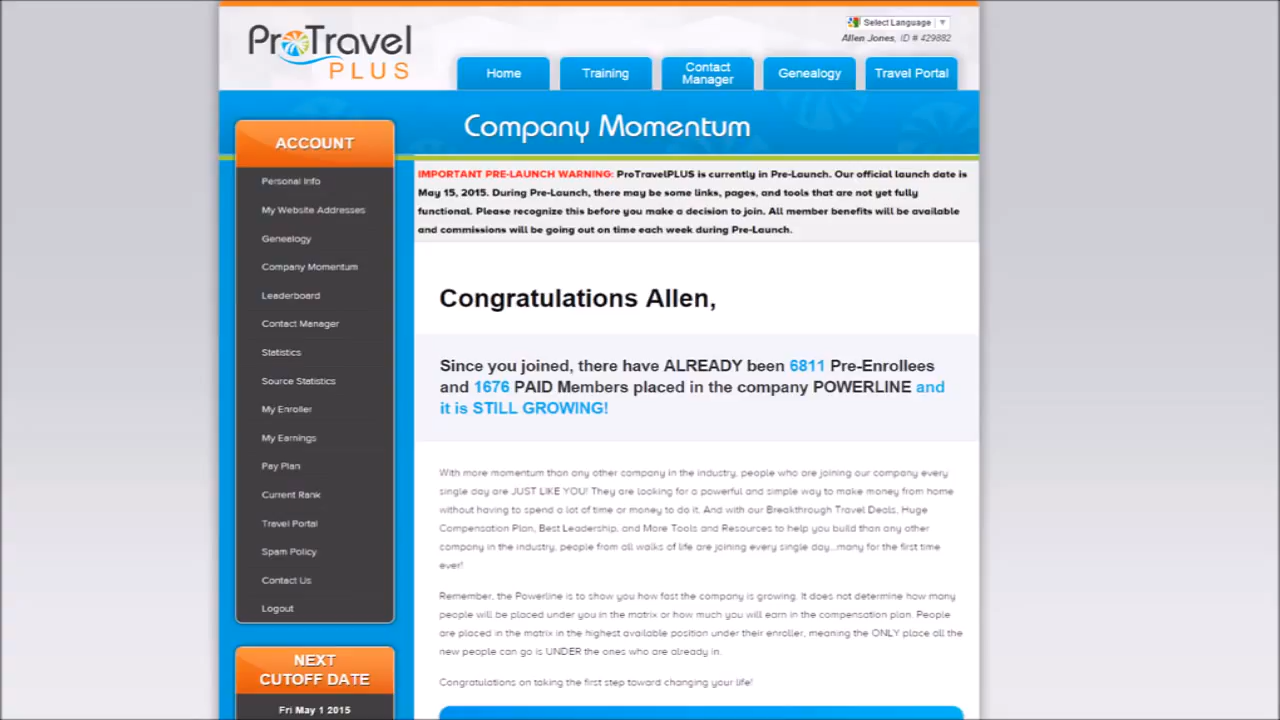 ProTravel
PLUS
Select Language
Allen Jones, ID # 429882
Home
Training
Contact
Manager
Genealogy
Travel Portal
Company Momentum
ACCOUNT
Personal Info
My Website Addresses
Genealogy
Company Momentum
Leaderboard
Contact Manager
Statistics
Source Statistics
My Enroller
My Earnings
Pay Plan
Current Rank
Travel Portal
Spam Policy
Contact Us
Logout
NEXT
CUTOFF DATE
Fri May 1 2015
IMPORTANT PRE-LAUNCH WARNING: ProTravelPLUS is currently in Pre-Launch. Our official launch date is
May 15, 2015. During Pre-Launch, there may be some links, pages, and tools that are not yet fully
functional. Please recognize this before you make a decision to join. All member benefits will be available
and commissions will be going out on time each week during Pre-Launch.
Congratulations Allen,
Since you joined, there have ALREADY been 6811 Pre-Enrollees
and 1676 PAID Members placed in the company POWERLINE and
it is STILL GROWING!
With more momentum than any other company in the industry, people who are joining our company every
single day are JUST LIKE YOU! They are looking for a powerful and simple way to make money from home
without having to spend a lot of time or money to do it. And with our Breakthrough Travel Deals, Huge
Compensation Plan, Best Leadership, and More Tools and Resources to help you build than any other
company in the industry, people from all walks of life are joining every single day...many for the first time
ever!
Remember, the Powerline is to show you how fast the company is growing. It does not determine how many
people will be placed under you in the matrix or how much you will earn in the compensation plan. People
are placed in the matrix in the highest available position under their enroller, meaning the ONLY place all the
new people can go is UNDER the ones who are already in.
Congratulations on taking the first step toward changing your life!